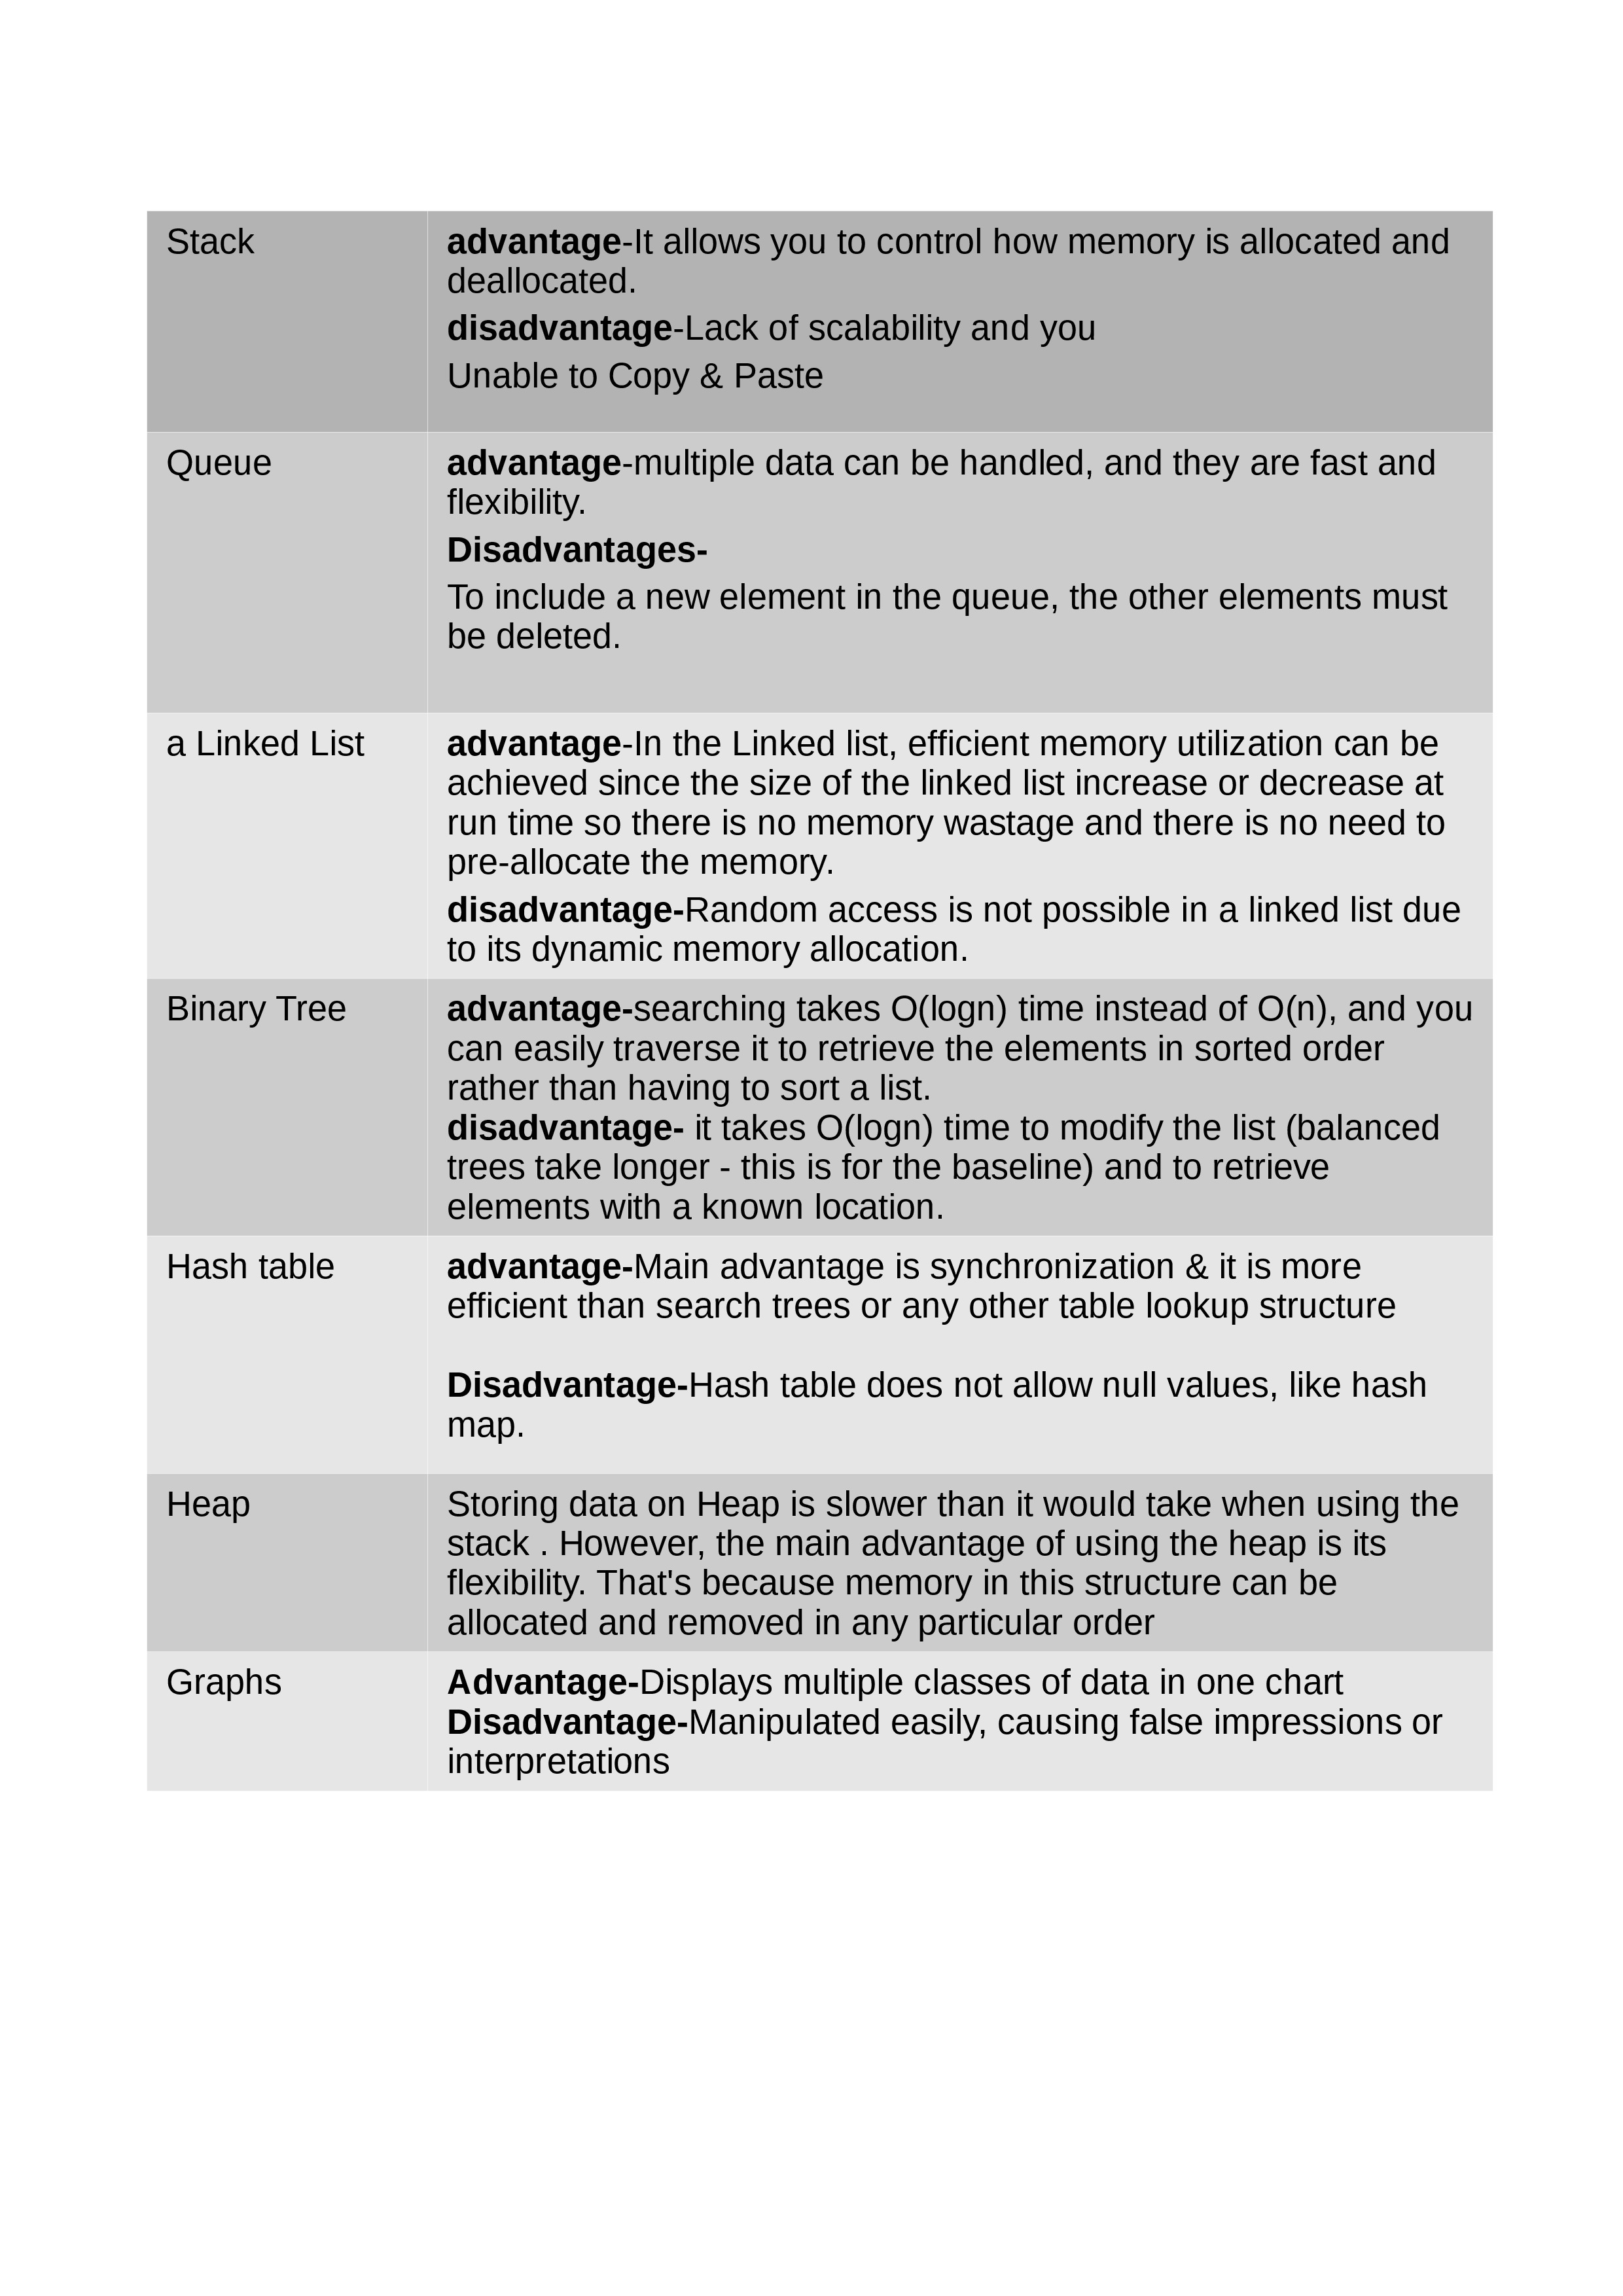 Stack
advantage-It allows you to control how memory is allocated and
deallocated.
disadvantage-Lack of scalability and you
Unable to Copy & Paste
Queue
advantage-multiple data can be handled, and they are fast and
flexibility.
Disadvantages-
To include a new element in the queue, the other elements must
be deleted.
a Linked List
advantage-In the Linked list, efficient memory utilization can be
achieved since the size of the linked list increase or decrease at
run time so there is no memory wastage and there is no need to
pre-allocate the memory.
disadvantage-Random access is not possible in a linked list due
to its dynamic memory allocation.
Binary Tree
advantage-searching takes O(logn) time instead of O(n), and you
can easily traverse it to retrieve the elements in sorted order
rather than having to sort a list.
disadvantage- it takes O(logn) time to modify the list (balanced
trees take longer - this is for the baseline) and to retrieve
elements with a known location.
Hash table
advantage-Main advantage is synchronization & it is more
efficient than search trees or any other table lookup structure
Disadvantage-Hash table does not allow null values, like hash
map.
Heap
Storing data on Heap is slower than it would take when using the
stack . However, the main advantage of using the heap is its
flexibility. That's because memory in this structure can be
allocated and removed in any particular order
Graphs
Advantage-Displays multiple classes of data in one chart
Disadvantage-Manipulated easily, causing false impressions or
interpretations